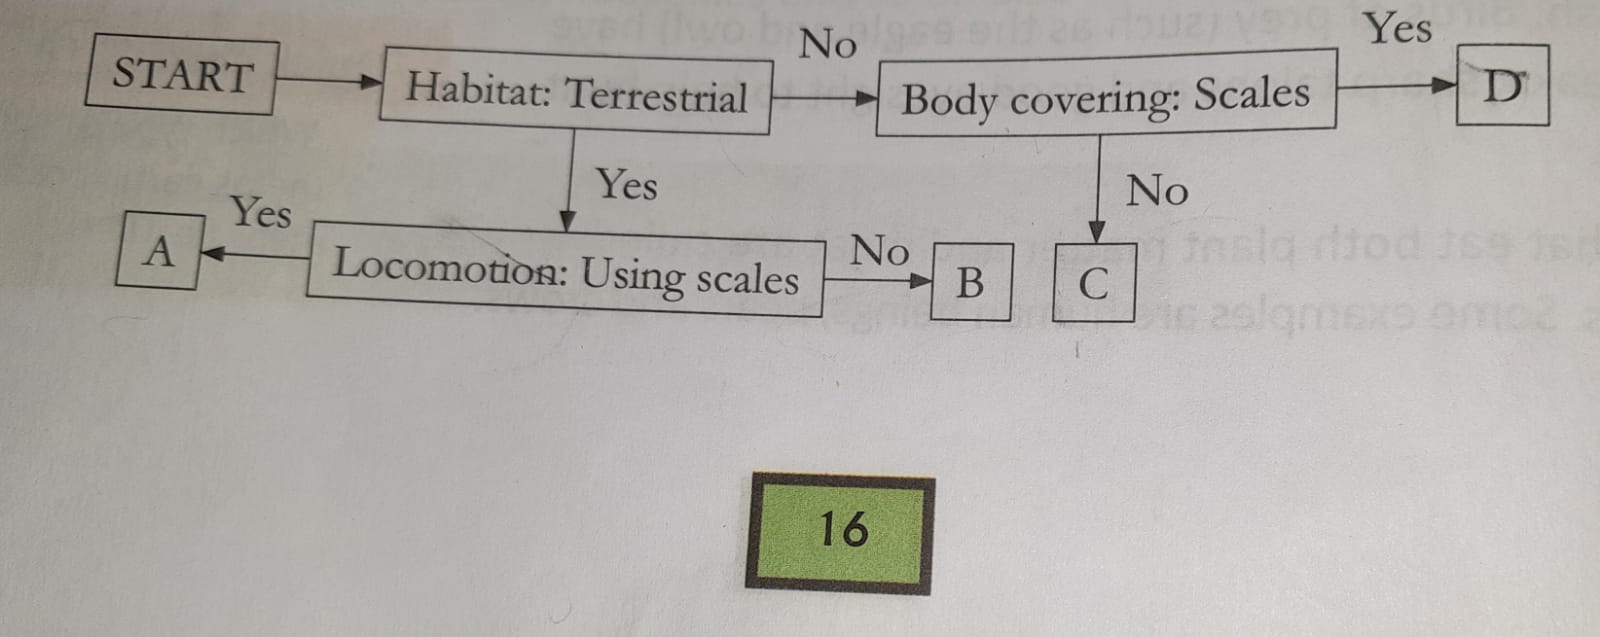 START
Habitat: Terrestrial
No
Body covering: Scales
Yes
D
Yes
No
A
Yes
Locomotion: Using scales
No
B
C
16